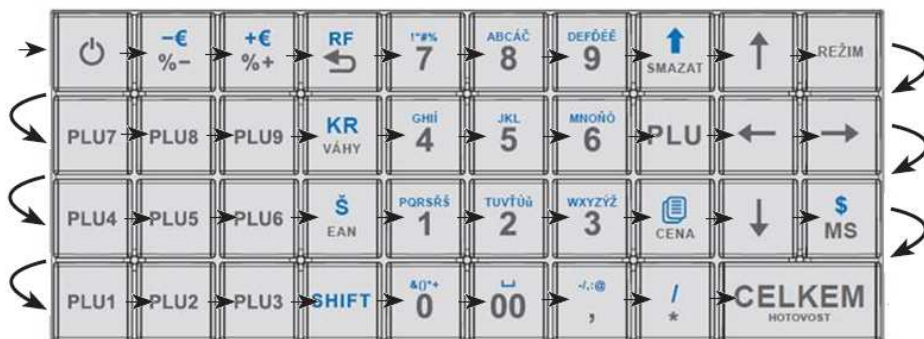 −€ +€ RF !"#% ABCÁČ DEFĎÉĚ
%− %+ 7 8 9 SMAZAT REŽIM
KR GHIÍ JKL MNOŇÓ
PLU7 PLU8 PLU9 VÁHY 4 5 6 PLU
Š PQRSŘŠ TUVŤÚů WXYZÝŽ $
PLU4 PLU5 PLU6 EAN 1 2 3 CENA MS
&()*+ ⎵ -/.:@ /
PLU1 PLU2 PLU3 SHIFT 0 00 , * CELKEM
HOTOVOST